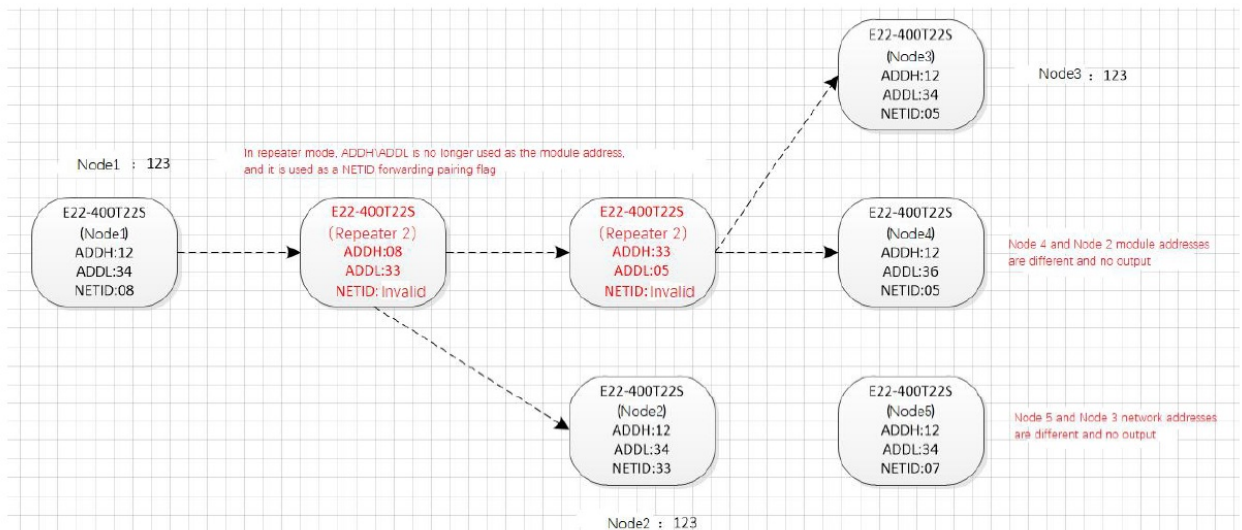 E22-400T22S
(Node3)
ADDH:12
ADDL:34
NETID:05
Node3 : 123
Node1 : 123
In repeater mode, ADDH\ADDL is no longer used as the module address,
and it is used as a NETID forwarding pairing flag
E22-400T22S
(Node1)
ADDH:12
ADDL:34
NETID:08
E22-400T22S
(Repeater 2)
ADDH:08
ADDL:33
NETID: Invalid
E22-400T22S
(Repeater 2)
ADDH:33
ADDL:05
NETID: Invalid
E22-400T22S
(Node4)
ADDH:12
ADDL:36
NETID:05
Node 4 and Node 2 module addresses
are different and no output
E22-400T22S
(Node2)
ADDH:12
ADDL:34
NETID:33
E22-400T22S
(Node5)
ADDH:12
ADDL:34
NETID:07
Node 5 and Node 3 network addresses
are different and no output
Node2 : 123